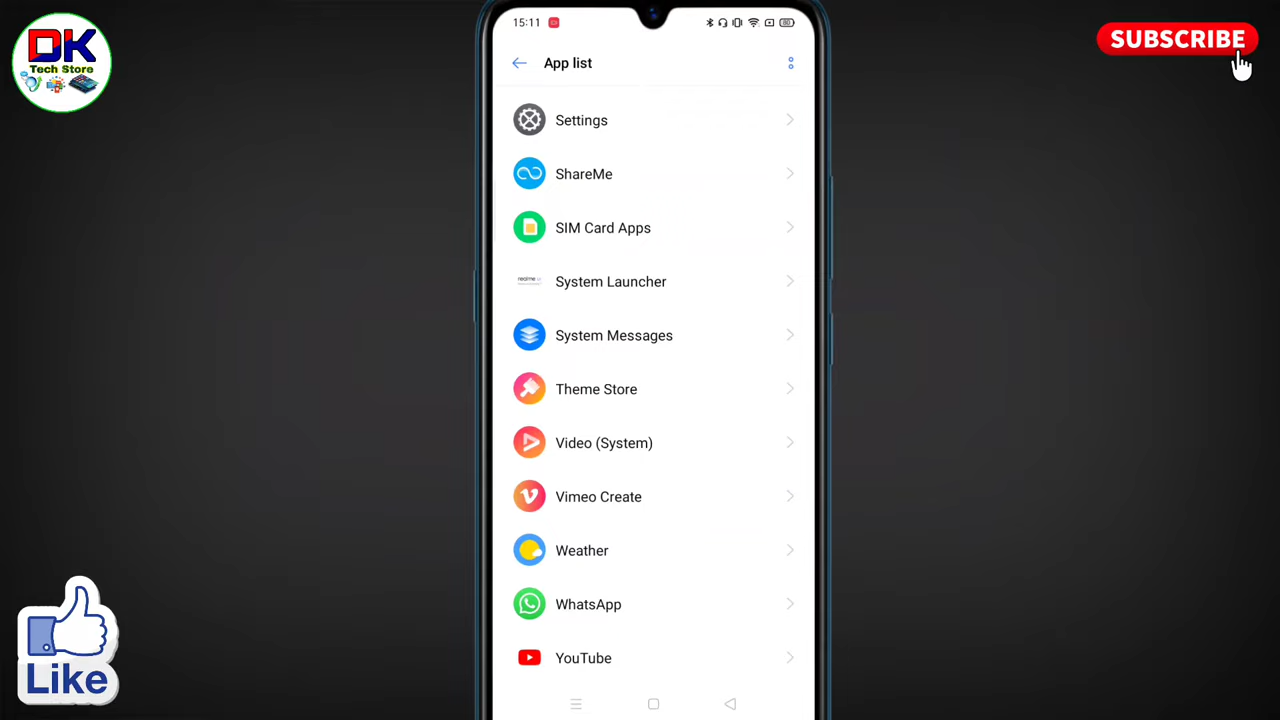 DK
Tech Store
SUBSCRIBE
15:11
App list
Settings
ShareMe
SIM Card Apps
System Launcher
System Messages
Theme Store
Video (System)
Vimeo Create
Weather
WhatsApp
YouTube
Like